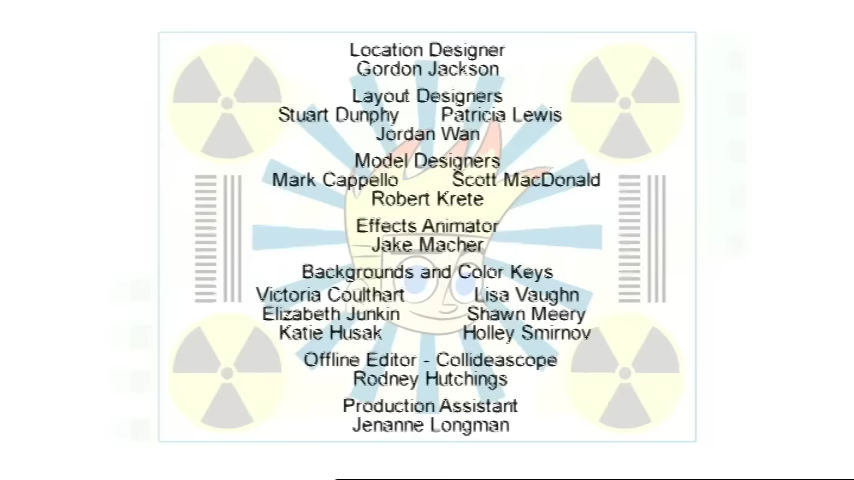 Location Designer
Gordon Jackson
Layout Designers
Stuart Dunphy Patricia Lewis
Jordan Wan
Model Designers
Mark Cappello Scott MacDonald
Robert Krete
Effects Animator
Jake Macher
Backgrounds and Color Keys
Victoria Coulthart Lisa Vaughn
Elizabeth Junkin Shawn Meery
Katie Husak Holley Smirnov
Offline Editor - Collideascope
Rodney Hutchings
Production Assistant
Jenanne Longman